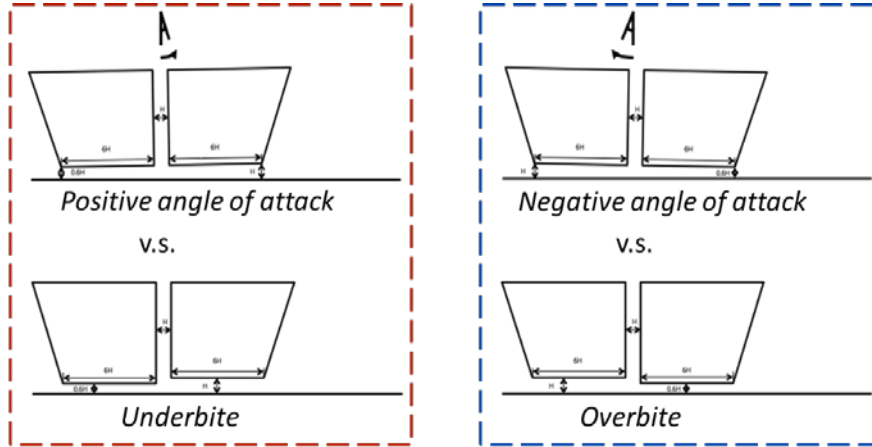 H
6H
6H
0.6H
H
Positive angle of attack
v.s.
H
6H
6H
0.6H
H
Underbite
H
6H
6H
H
0.6H
Negative angle of attack
v.s.
H
6H
6H
H
0.6H
Overbite